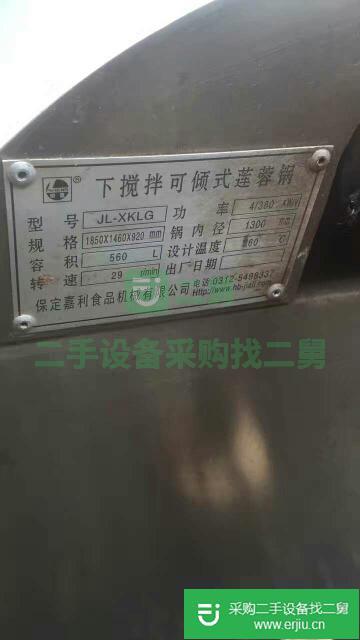 下搅拌可倾式莲蓉锅
型 号 JL-XKLG 功 率 4/380 KW/V
规 格 1850X1460X920 mm 锅 内 径 1300 mm
容 积 560 L 设计温度 260 ℃
转 速 29 r/min 出厂日期
保定嘉利食品机械有限公司 电话:0312-5498337
二手设备采购找二舅
采购二手设备找二舅
www.erjiu.cn